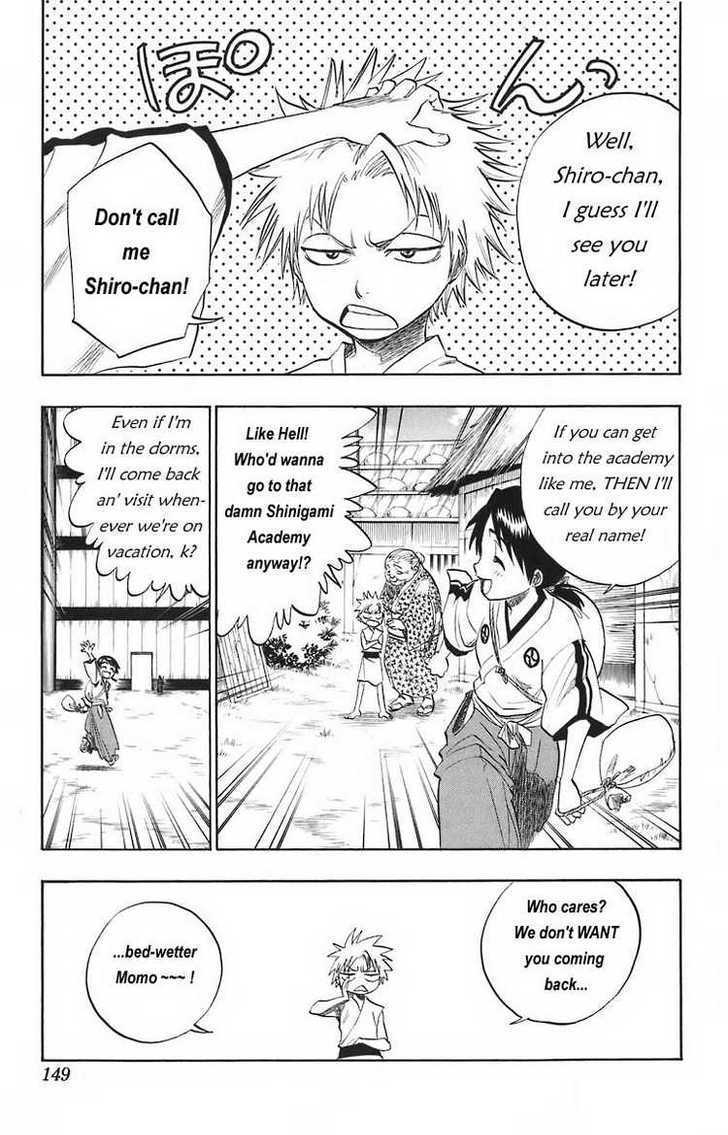 ぽん
Well,
Shiro-chan,
I guess I'll
see you
later!
Don't call
me
Shiro-chan!
If you can get
into the academy
like me, THEN I'll
call you by your
real name!
Like Hell!
Who'd wanna
go to that
damn Shinigami
Academy
anyway!?
Even if I'm
in the dorms,
I'll come back
an' visit when-
ever we're on
vacation, k?
Who cares?
We don't WANT
you coming
back...
...bed-wetter
Momo ~~~ !
149